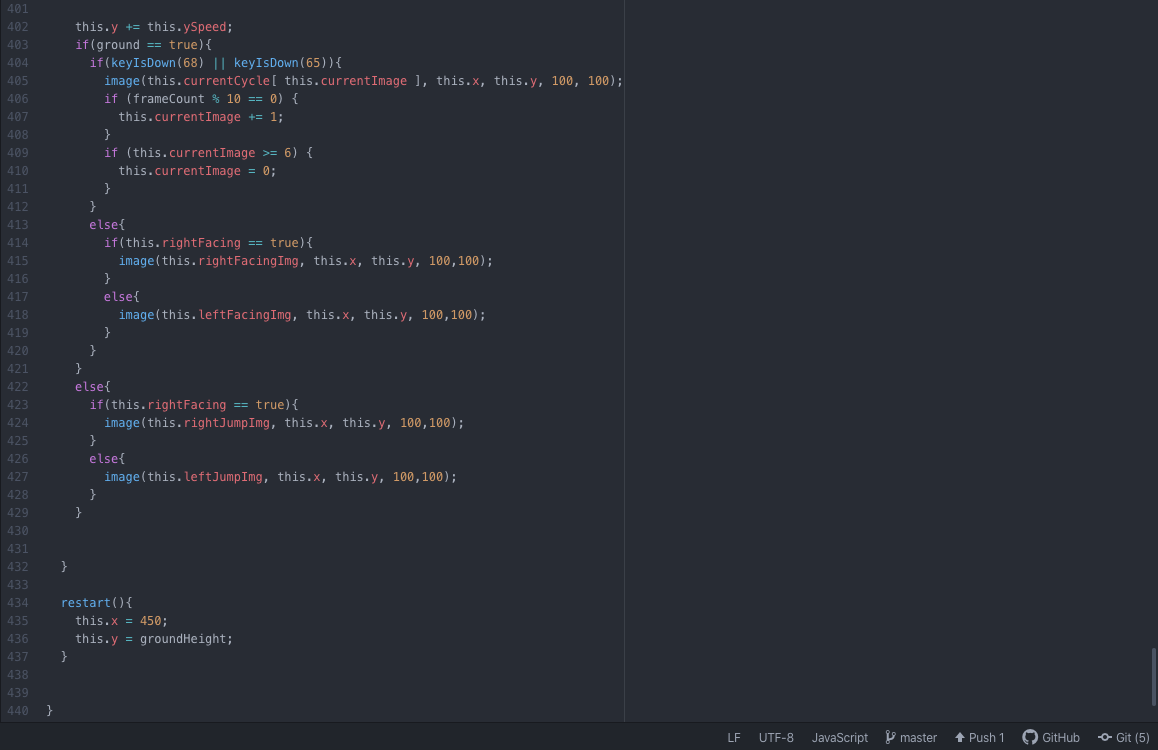 401
402 this.y += this.ySpeed;
403 if(ground == true){
404 if(keyIsDown(68) || keyIsDown(65)){
405 image(this.currentCycle[ this.currentImage ], this.x, this.y, 100, 100);
406 if (frameCount % 10 == 0) {
407 this.currentImage += 1;
408 }
409 if (this.currentImage >= 6) {
410 this.currentImage = 0;
411 }
412 }
413 else{
414 if(this.rightFacing == true){
415 image(this.rightFacingImg, this.x, this.y, 100,100);
416 }
417 else{
418 image(this.leftFacingImg, this.x, this.y, 100,100);
419 }
420 }
421 }
422 else{
423 if(this.rightFacing == true){
424 image(this.rightJumpImg, this.x, this.y, 100,100);
425 }
426 else{
427 image(this.leftJumpImg, this.x, this.y, 100,100);
428 }
429 }
430
431
432 }
433
434 restart(){
435 this.x = 450;
436 this.y = groundHeight;
437 }
438
439
440 }
LF UTF-8 JavaScript master Push 1 GitHub Git (5)